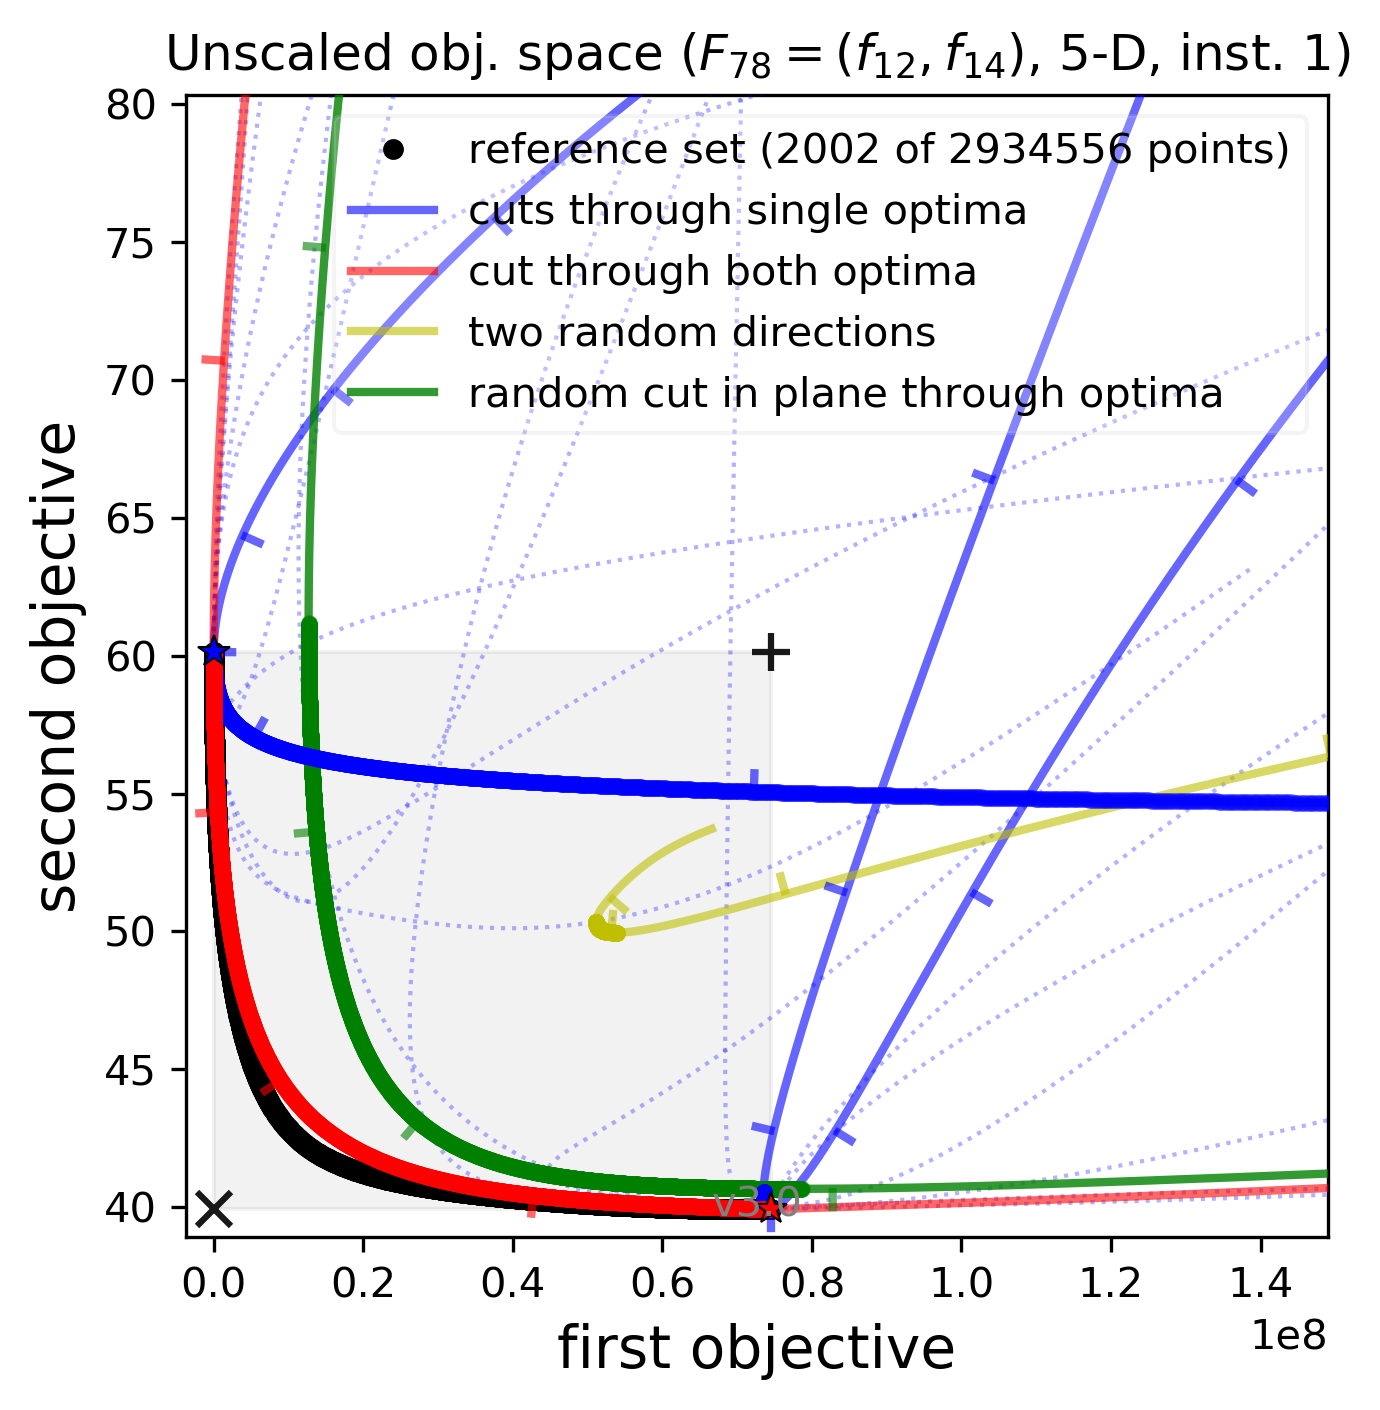 Unscaled obj. space (F78 = (f12, f14), 5-D, inst. 1)
reference set (2002 of 2934556 points)
cuts through single optima
cut through both optima
two random directions
random cut in plane through optima
second objective
80
75
70
65
60
55
50
45
40
v3.0
0.0 0.2 0.4 0.6 0.8 1.0 1.2 1.4
1e8
first objective